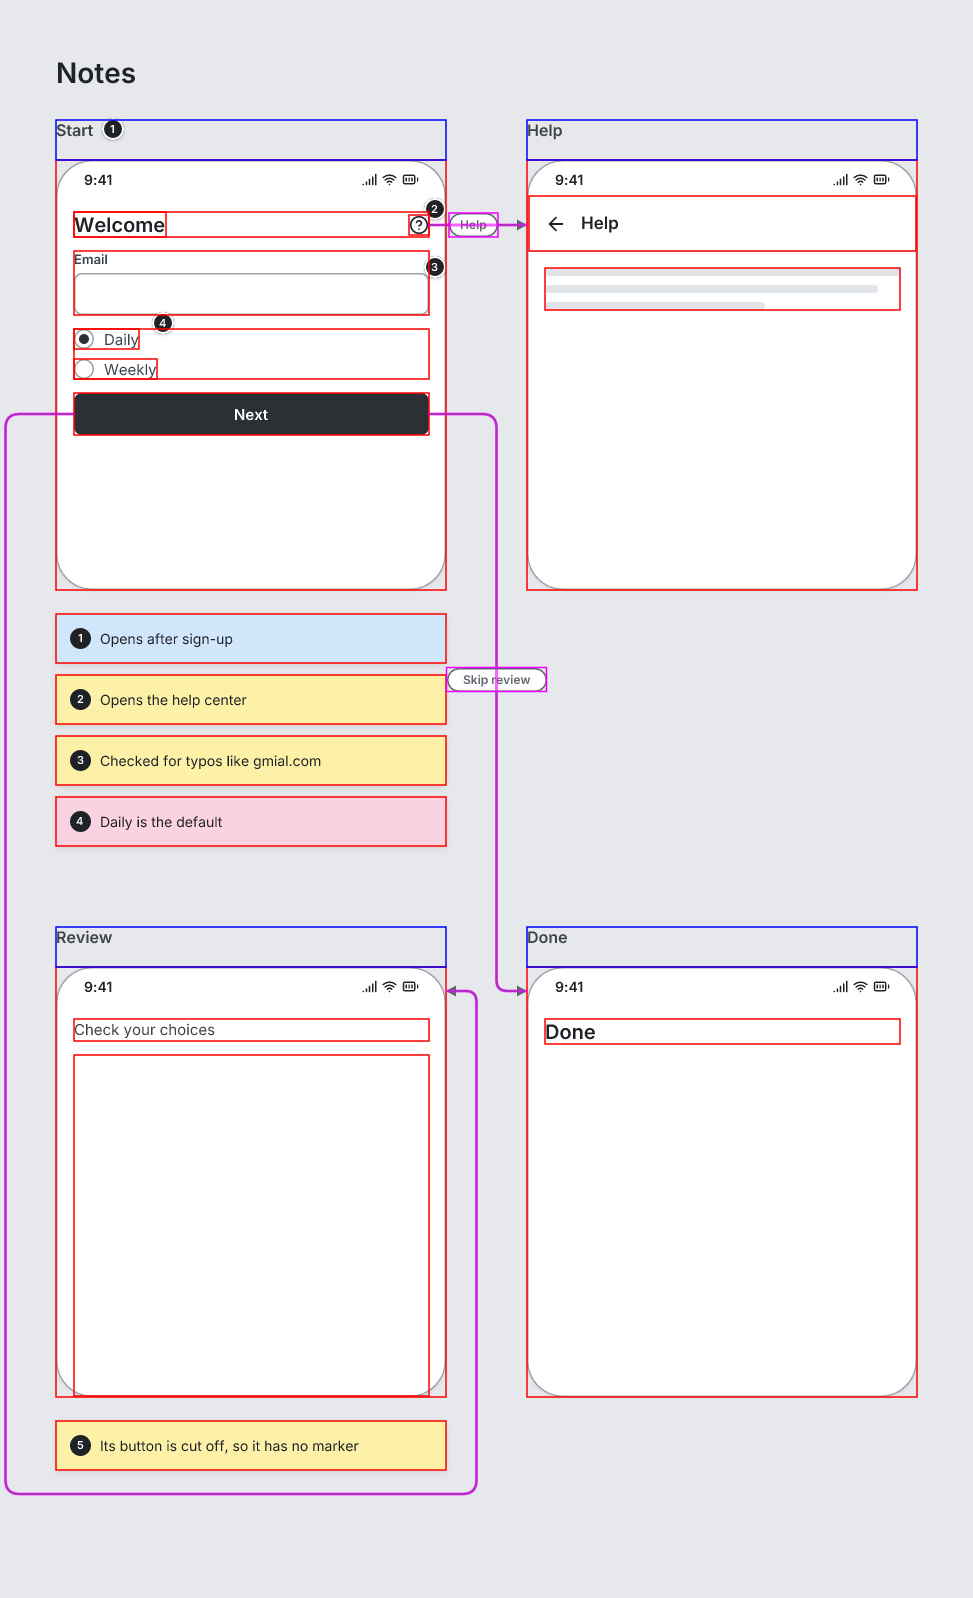 Notes
Start 1
9:41
Welcome
2
Help
Email
3
4
Daily
Weekly
Next
Help
9:41
Help
1 Opens after sign-up
2 Opens the help center
3 Checked for typos like gmial.com
4 Daily is the default
Skip review
Review
9:41
Check your choices
5 Its button is cut off, so it has no marker
Done
9:41
Done